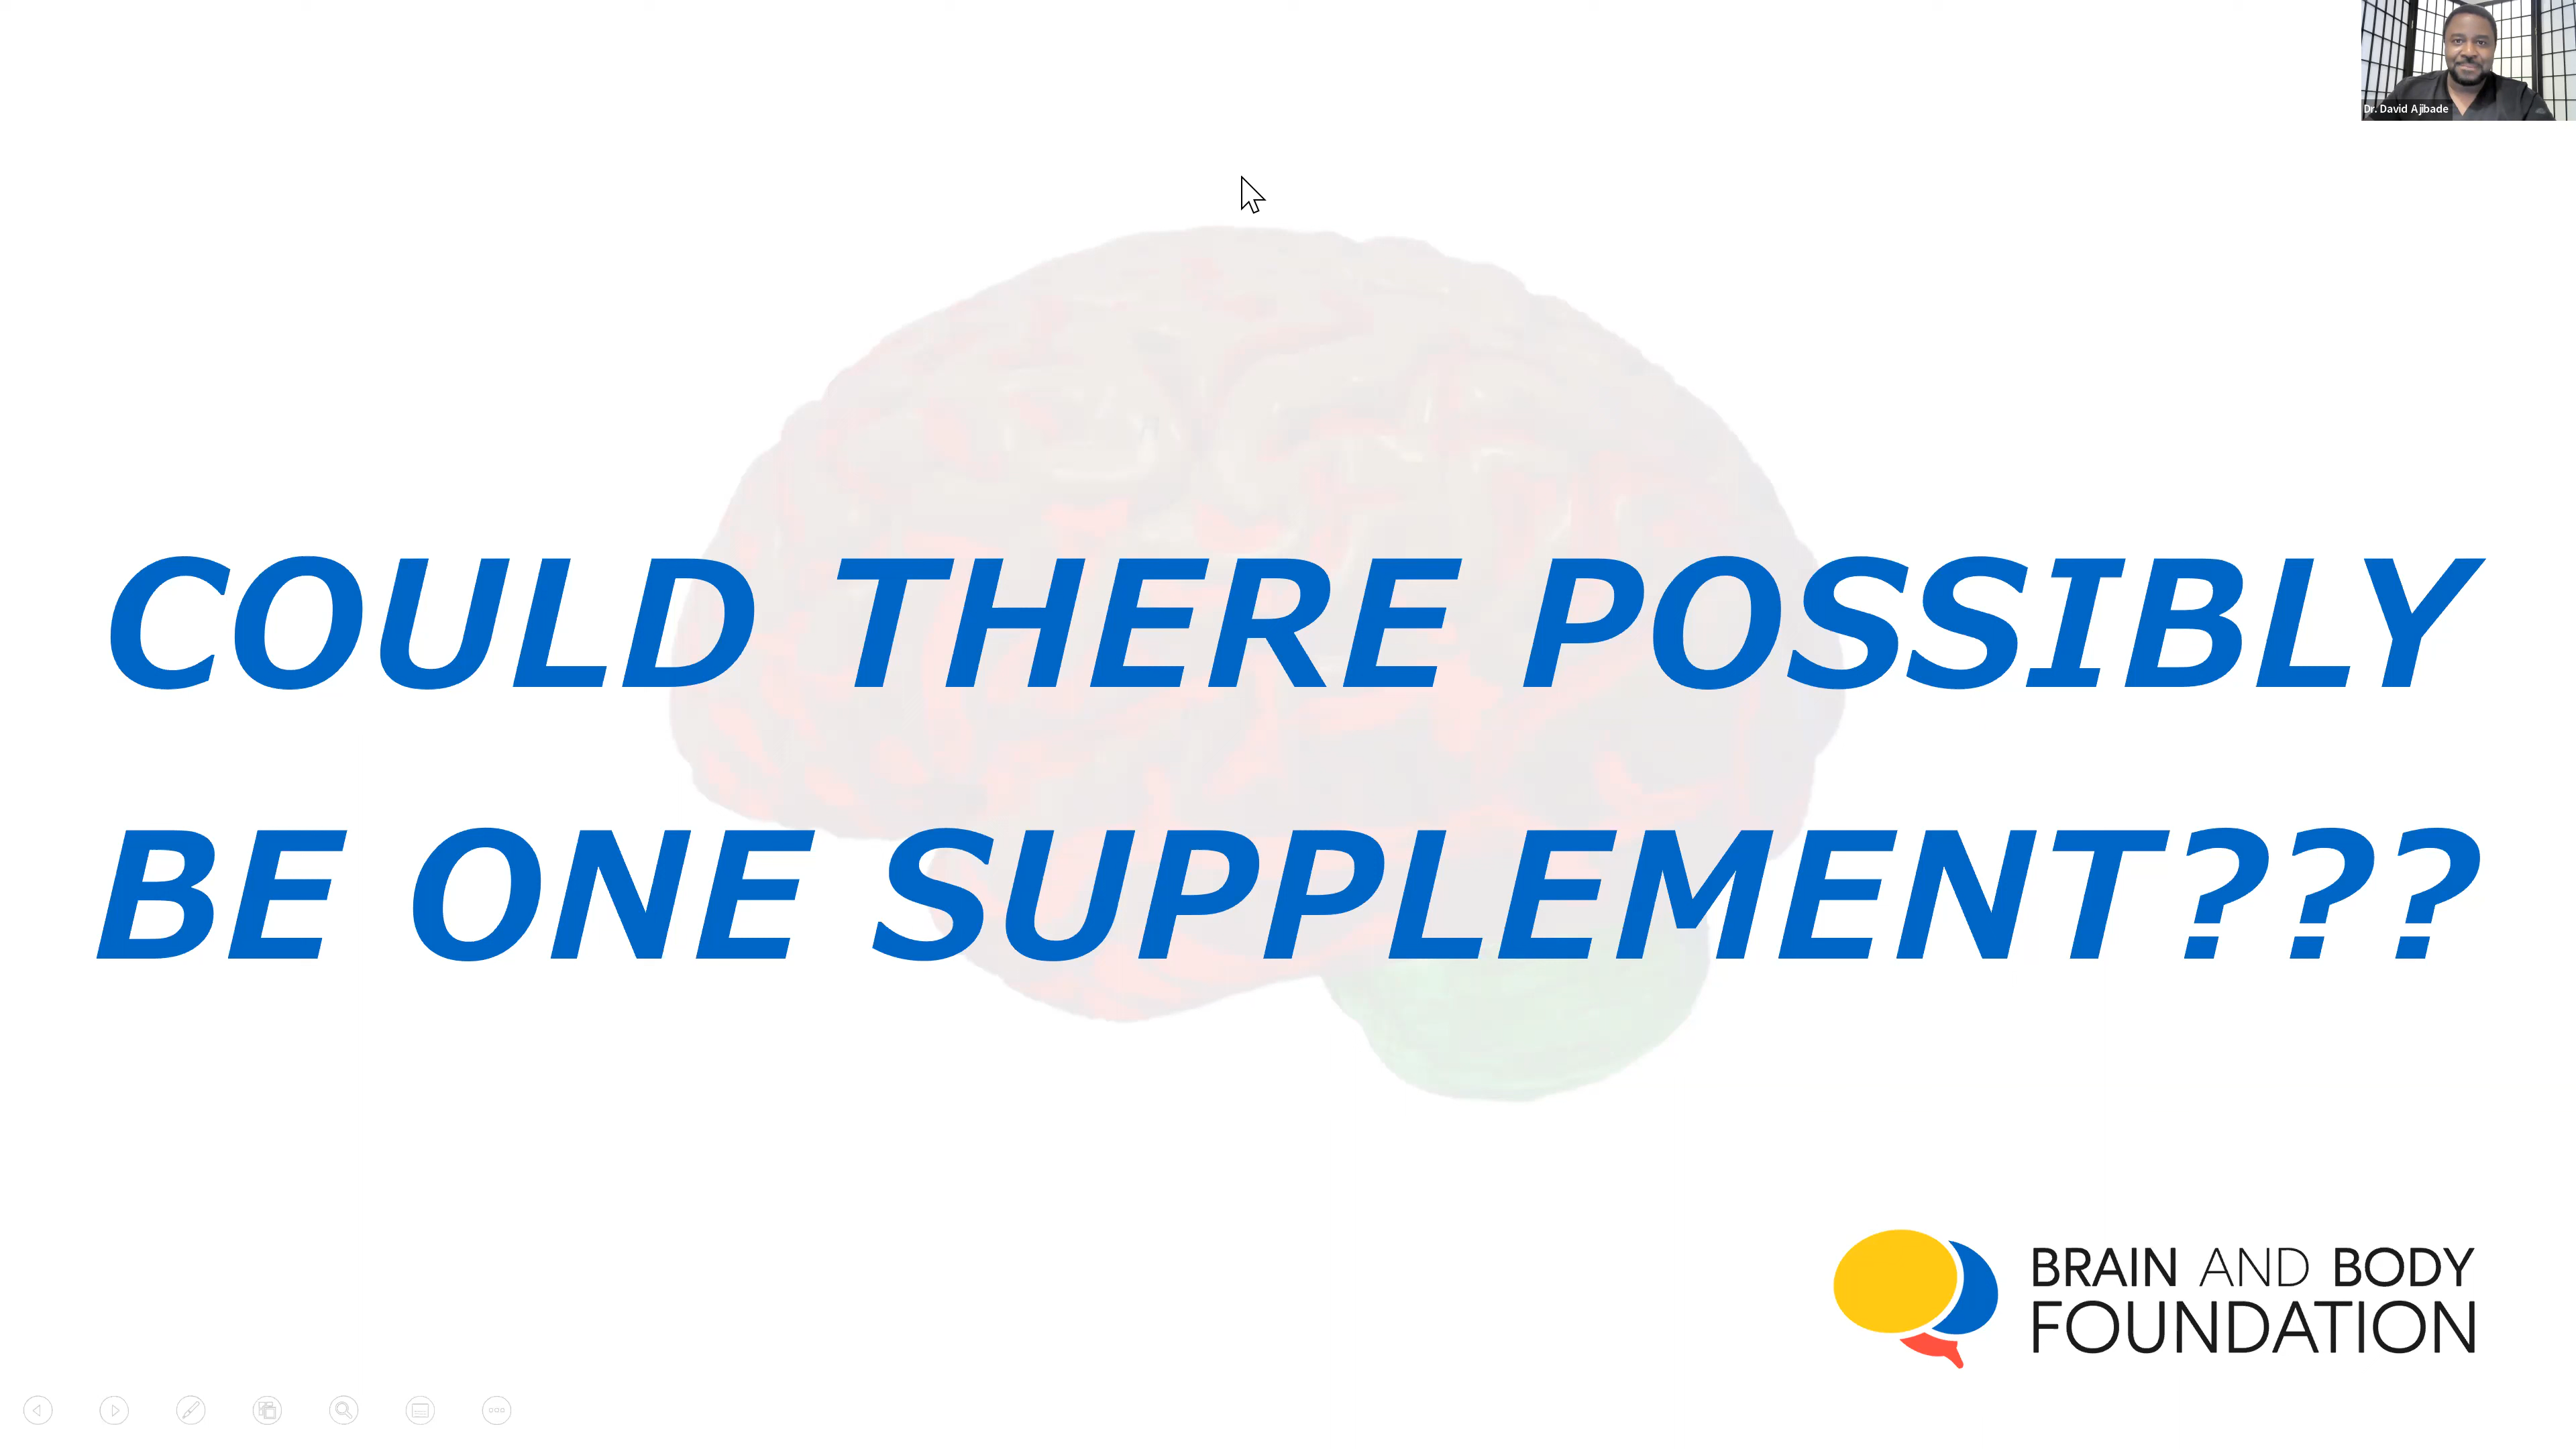 Dr. David Ajibade
COULD THERE POSSIBLY
BE ONE SUPPLEMENT???
BRAIN AND BODY
FOUNDATION